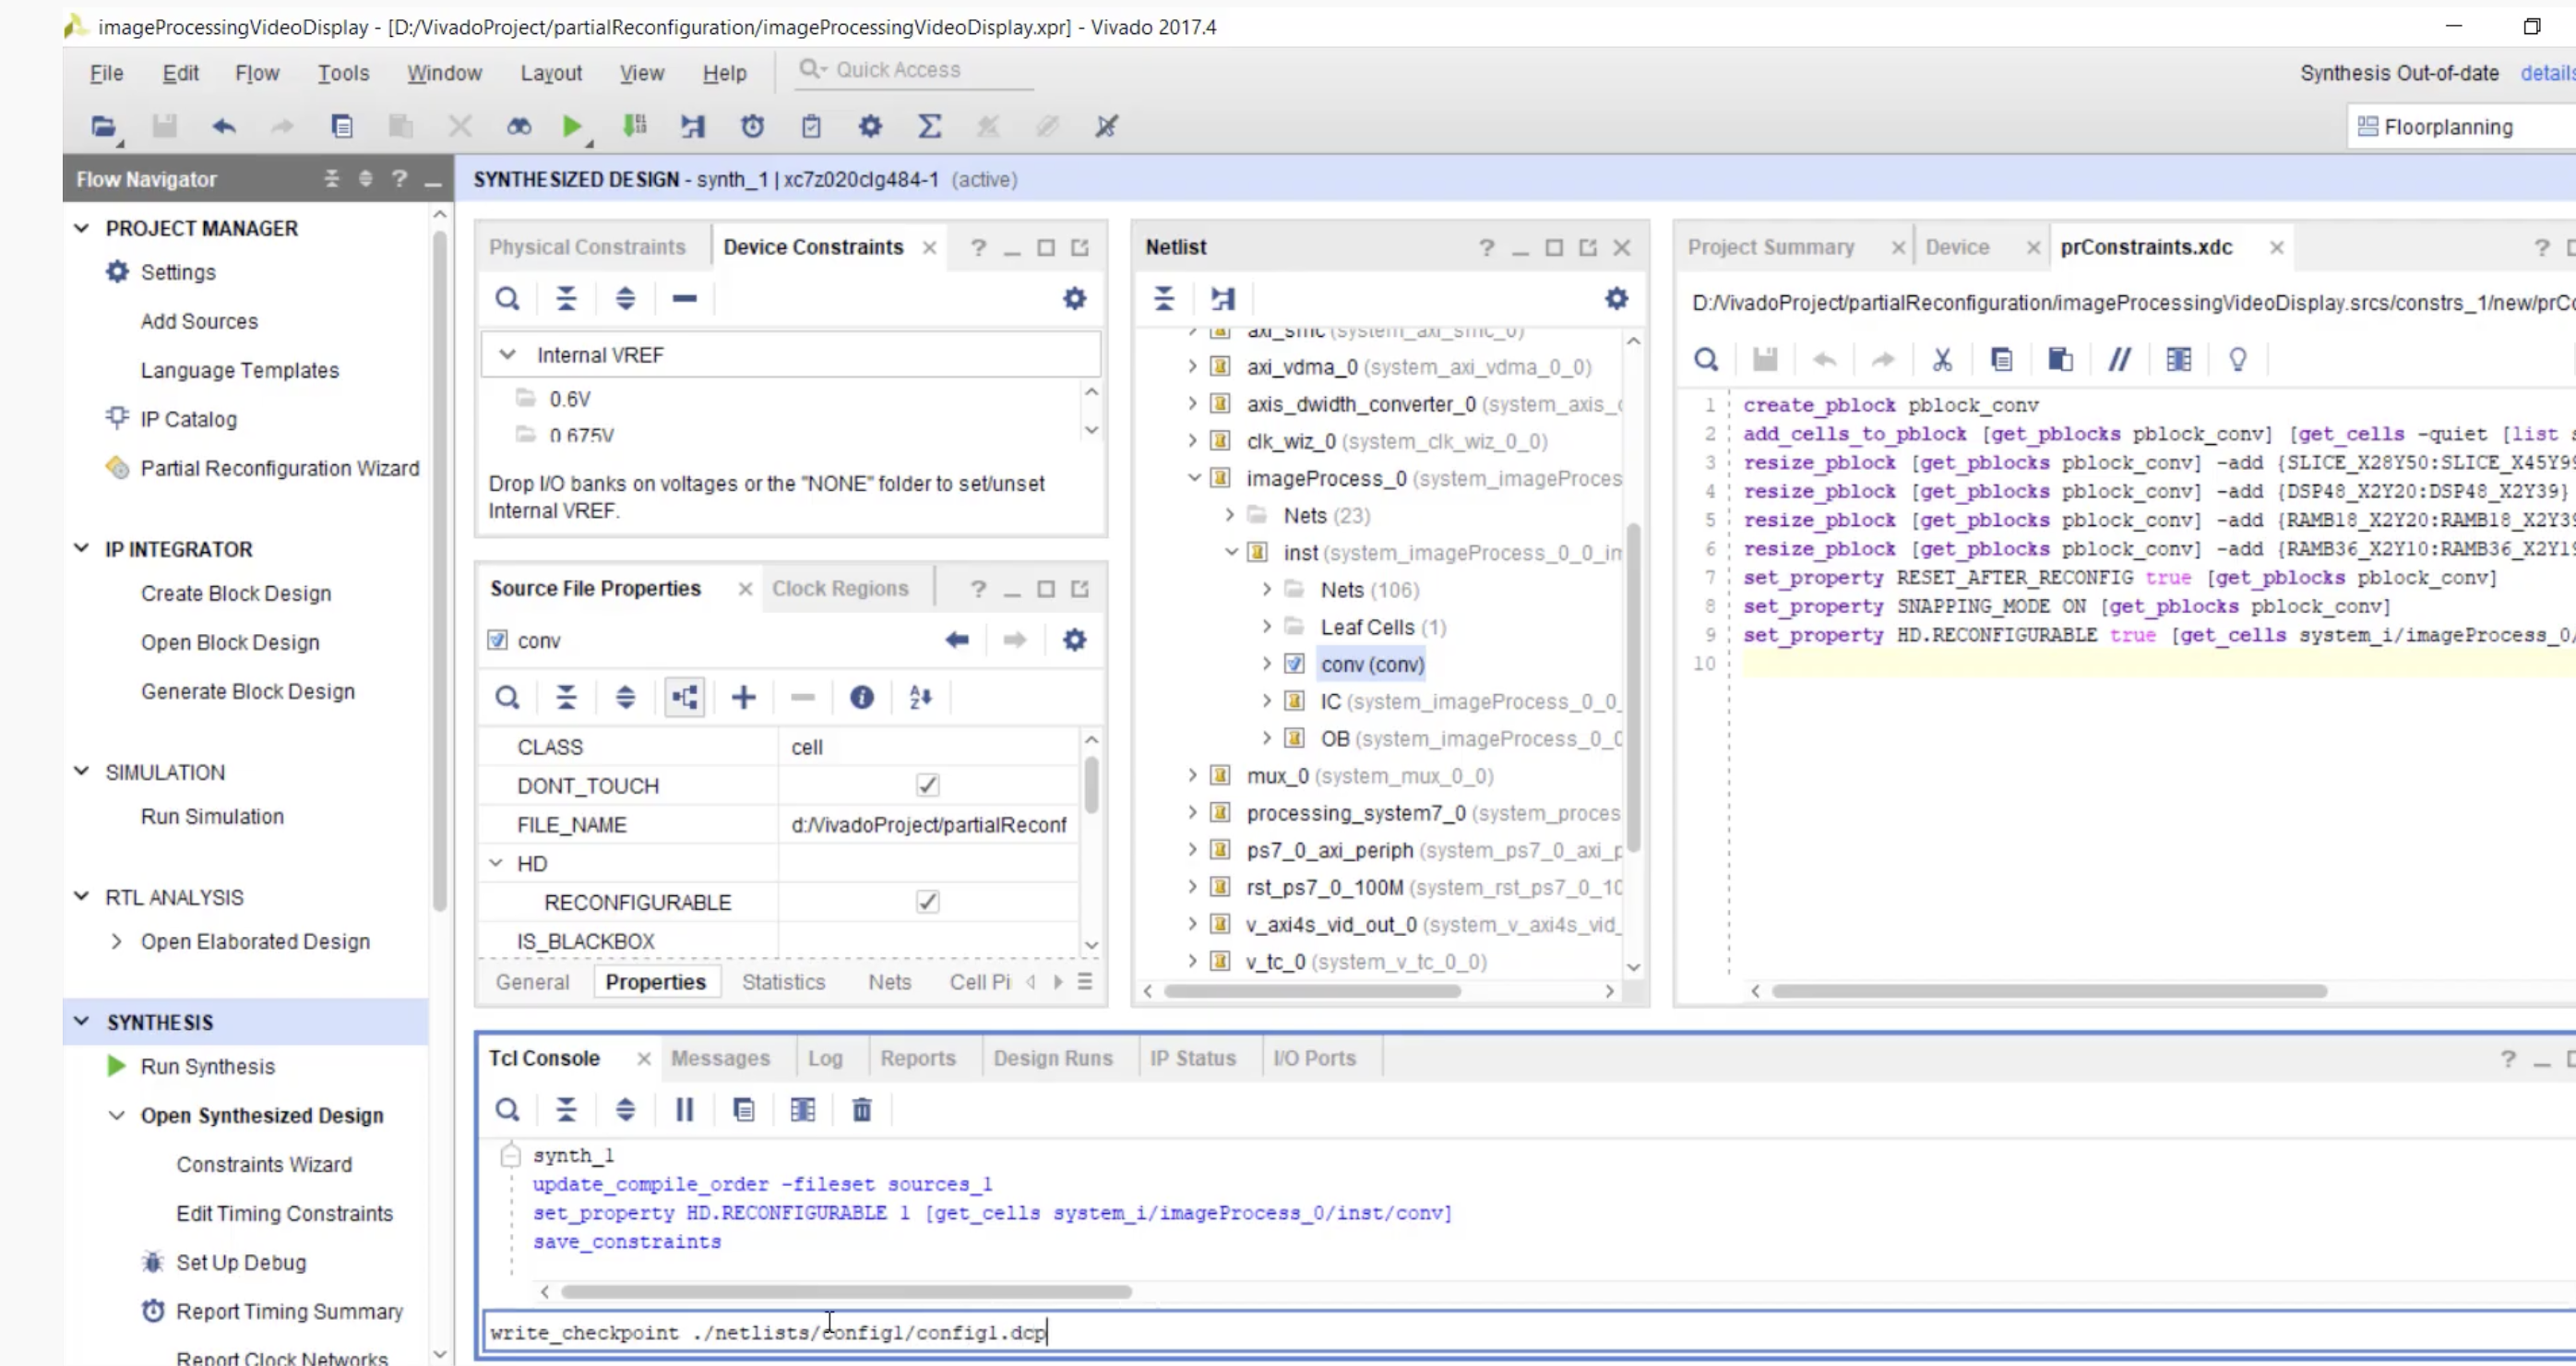 imageProcessingVideoDisplay - [D:/VivadoProject/partialReconfiguration/imageProcessingVideoDisplay.xpr] - Vivado 2017.4
File Edit Flow Tools Window Layout View Help Quick Access
Synthesis Out-of-date details
Floorplanning
Flow Navigator
PROJECT MANAGER
Settings
Add Sources
Language Templates
IP Catalog
Partial Reconfiguration Wizard
IP INTEGRATOR
Create Block Design
Open Block Design
Generate Block Design
SIMULATION
Run Simulation
RTL ANALYSIS
Open Elaborated Design
SYNTHESIS
Run Synthesis
Open Synthesized Design
Constraints Wizard
Edit Timing Constraints
Set Up Debug
Report Timing Summary
Report Clock Networks
SYNTHESIZED DESIGN - synth_1 | xc7z020clg484-1 (active)
Physical Constraints Device Constraints
Internal VREF
0.6V
0.675V
Drop I/O banks on voltages or the "NONE" folder to set/unset
Internal VREF.
Source File Properties Clock Regions
conv
CLASS cell
DONT_TOUCH
FILE_NAME d:/VivadoProject/partialReconf
HD
RECONFIGURABLE
IS_BLACKBOX
General Properties Statistics Nets Cell Pi
Netlist
axi_smc (system_axi_smc_0)
axi_vdma_0 (system_axi_vdma_0_0)
axis_dwidth_converter_0 (system_axis_
clk_wiz_0 (system_clk_wiz_0_0)
imageProcess_0 (system_imageProces
Nets (23)
inst (system_imageProcess_0_0_im
Nets (106)
Leaf Cells (1)
conv (conv)
IC (system_imageProcess_0_0_
OB (system_imageProcess_0_0
mux_0 (system_mux_0_0)
processing_system7_0 (system_proces
ps7_0_axi_periph (system_ps7_0_axi_p
rst_ps7_0_100M (system_rst_ps7_0_10
v_axi4s_vid_out_0 (system_v_axi4s_vid_
v_tc_0 (system_v_tc_0_0)
Project Summary Device prConstraints.xdc
D:/VivadoProject/partialReconfiguration/imageProcessingVideoDisplay.srcs/constrs_1/new/prCo
1 create_pblock pblock_conv
2 add_cells_to_pblock [get_pblocks pblock_conv] [get_cells -quiet [list s
3 resize_pblock [get_pblocks pblock_conv] -add {SLICE_X28Y50:SLICE_X45Y99
4 resize_pblock [get_pblocks pblock_conv] -add {DSP48_X2Y20:DSP48_X2Y39}
5 resize_pblock [get_pblocks pblock_conv] -add {RAMB18_X2Y20:RAMB18_X2Y39
6 resize_pblock [get_pblocks pblock_conv] -add {RAMB36_X2Y10:RAMB36_X2Y19
7 set_property RESET_AFTER_RECONFIG true [get_pblocks pblock_conv]
8 set_property SNAPPING_MODE ON [get_pblocks pblock_conv]
9 set_property HD.RECONFIGURABLE true [get_cells system_i/imageProcess_0/
10
Tcl Console Messages Log Reports Design Runs IP Status I/O Ports
synth_1
update_compile_order -fileset sources_1
set_property HD.RECONFIGURABLE 1 [get_cells system_i/imageProcess_0/inst/conv]
save_constraints
write_checkpoint ./netlists/config1/config1.dcp